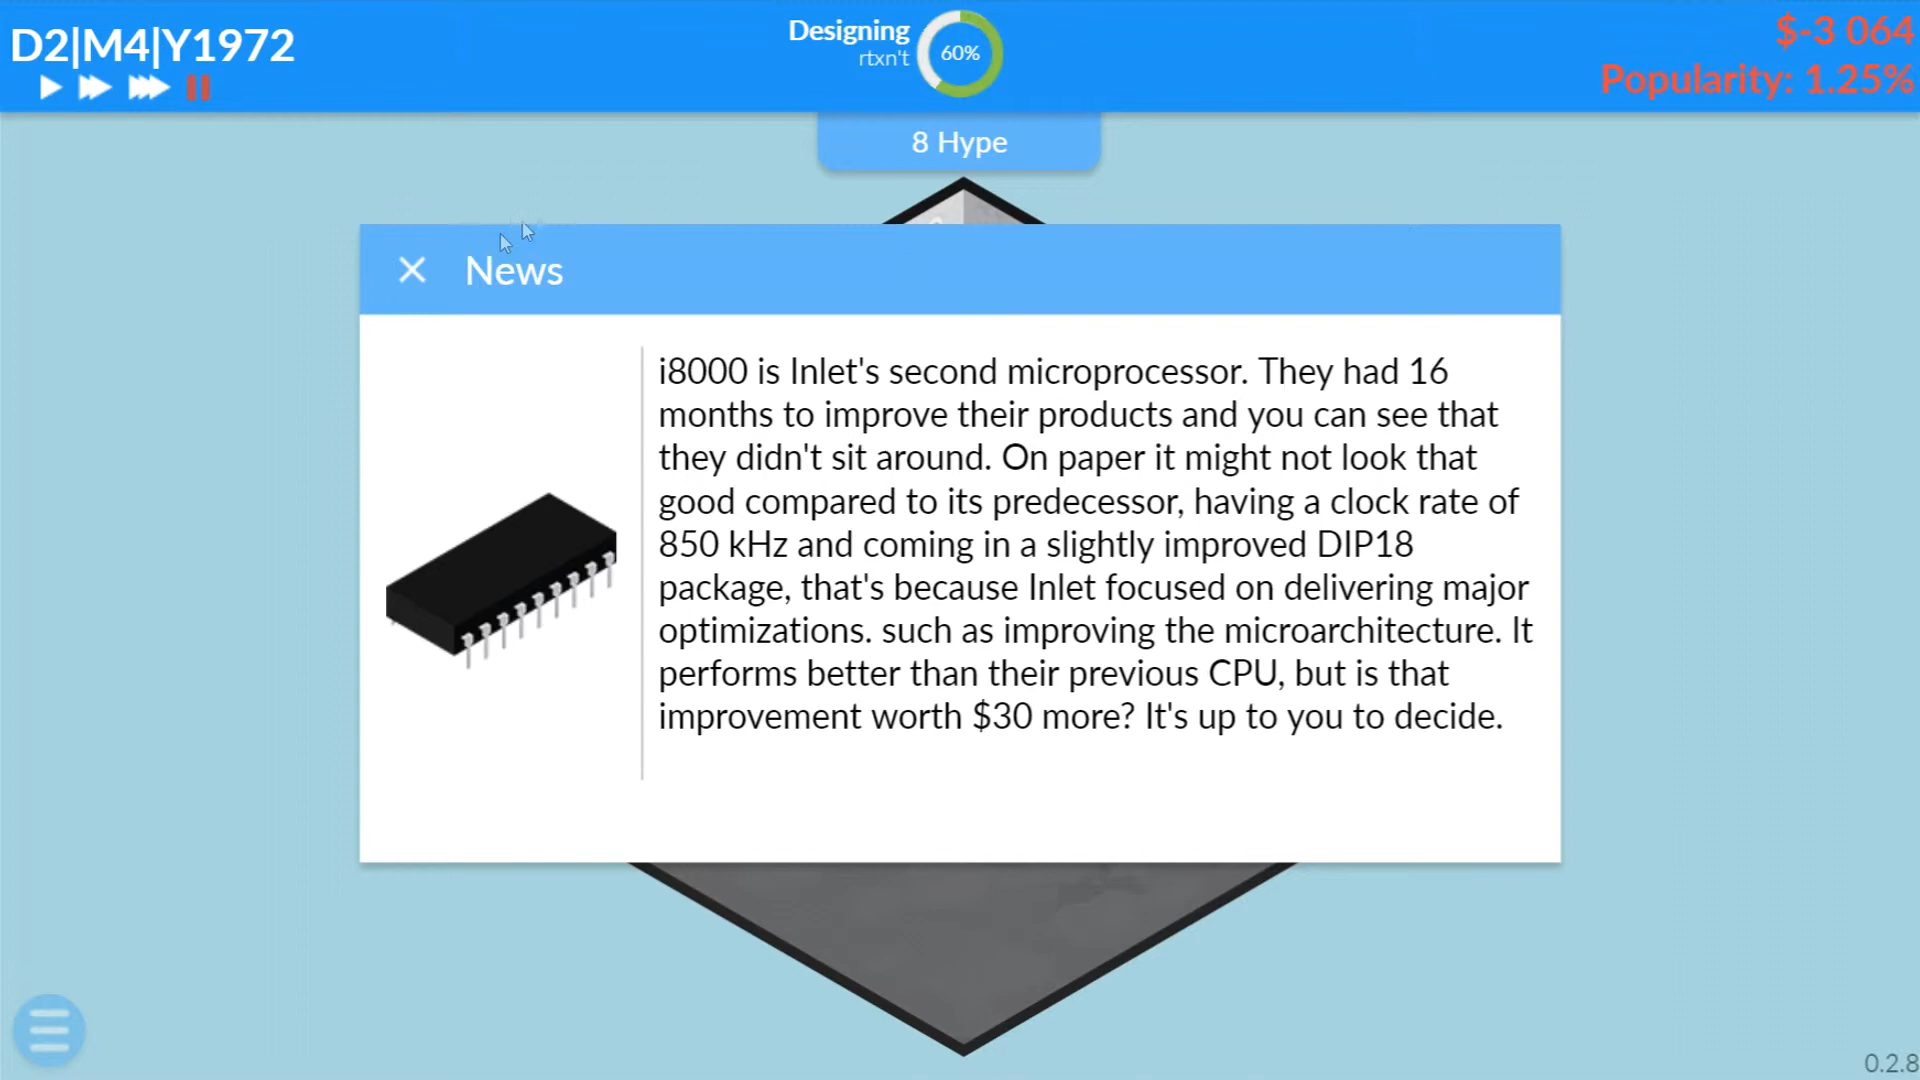 D2|M4|Y1972
Designing
rtxn't
60%
$-3 064
Popularity: 1.25%
8 Hype
News
i8000 is Inlet's second microprocessor. They had 16
months to improve their products and you can see that
they didn't sit around. On paper it might not look that
good compared to its predecessor, having a clock rate of
850 kHz and coming in a slightly improved DIP18
package, that's because Inlet focused on delivering major
optimizations. such as improving the microarchitecture. It
performs better than their previous CPU, but is that
improvement worth $30 more? It's up to you to decide.
0.2.8